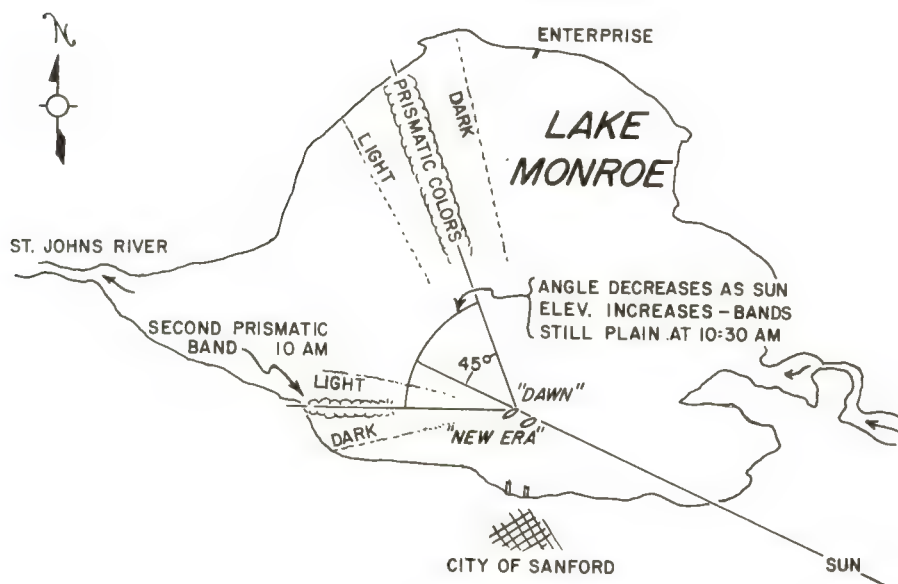 N
ENTERPRISE
LAKE
MONROE
DARK
PRISMATIC COLORS
LIGHT
ST. JOHNS RIVER
ANGLE DECREASES AS SUN
ELEV. INCREASES - BANDS
STILL PLAIN AT 10:30 AM
SECOND PRISMATIC
BAND 10 AM
45°
LIGHT
"DAWN"
"NEW ERA"
DARK
CITY OF SANFORD
SUN